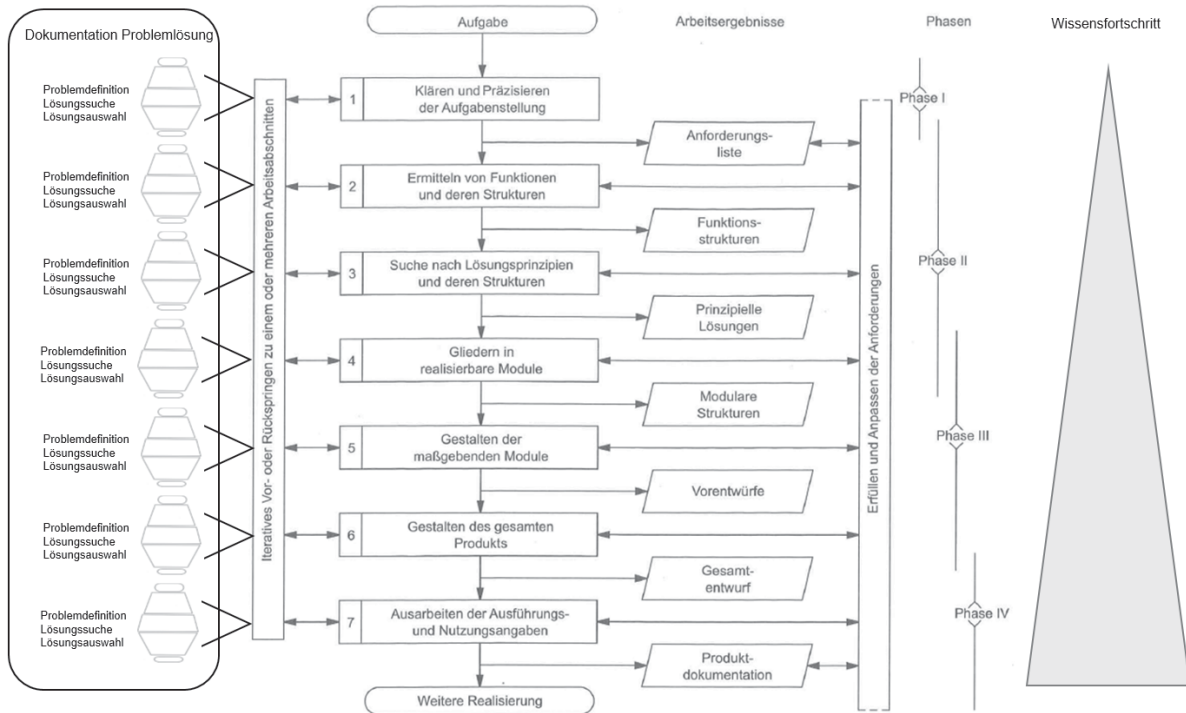 Dokumentation Problemlösung
Aufgabe
Arbeitsergebnisse
Phasen
Wissensfortschritt
Problemdefinition
Lösungssuche
Lösungsauswahl
Iteratives Vor- oder Rückspringen zu einem oder mehreren Arbeitsabschnitten
1
Klären und Präzisieren
der Aufgabenstellung
Phase I
Anforderungs-
liste
Erfüllen und Anpassen der Anforderungen
Problemdefinition
Lösungssuche
Lösungsauswahl
2
Ermitteln von Funktionen
und deren Strukturen
Funktions-
strukturen
Problemdefinition
Lösungssuche
Lösungsauswahl
3
Suche nach Lösungsprinzipien
und deren Strukturen
Phase II
Prinzipielle
Lösungen
Problemdefinition
Lösungssuche
Lösungsauswahl
4
Gliedern in
realisierbare Module
Modulare
Strukturen
Problemdefinition
Lösungssuche
Lösungsauswahl
5
Gestalten der
maßgebenden Module
Phase III
Vorentwürfe
Problemdefinition
Lösungssuche
Lösungsauswahl
6
Gestalten des gesamten
Produkts
Gesamt-
entwurf
Problemdefinition
Lösungssuche
Lösungsauswahl
7
Ausarbeiten der Ausführungs-
und Nutzungsangaben
Phase IV
Produkt-
dokumentation
Weitere Realisierung